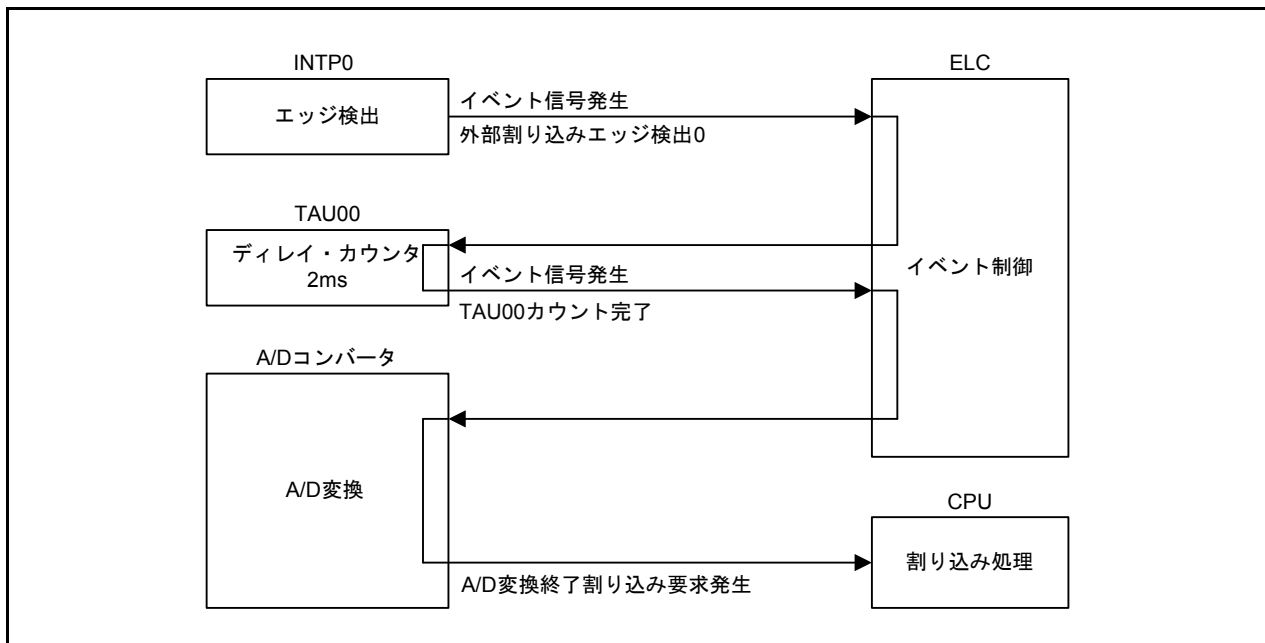 INTP0
エッジ検出
イベント信号発生
外部割り込みエッジ検出0
ELC
イベント制御
TAU00
ディレイ・カウンタ
2ms
イベント信号発生
TAU00カウント完了
A/Dコンバータ
A/D変換
A/D変換終了割り込み要求発生
CPU
割り込み処理